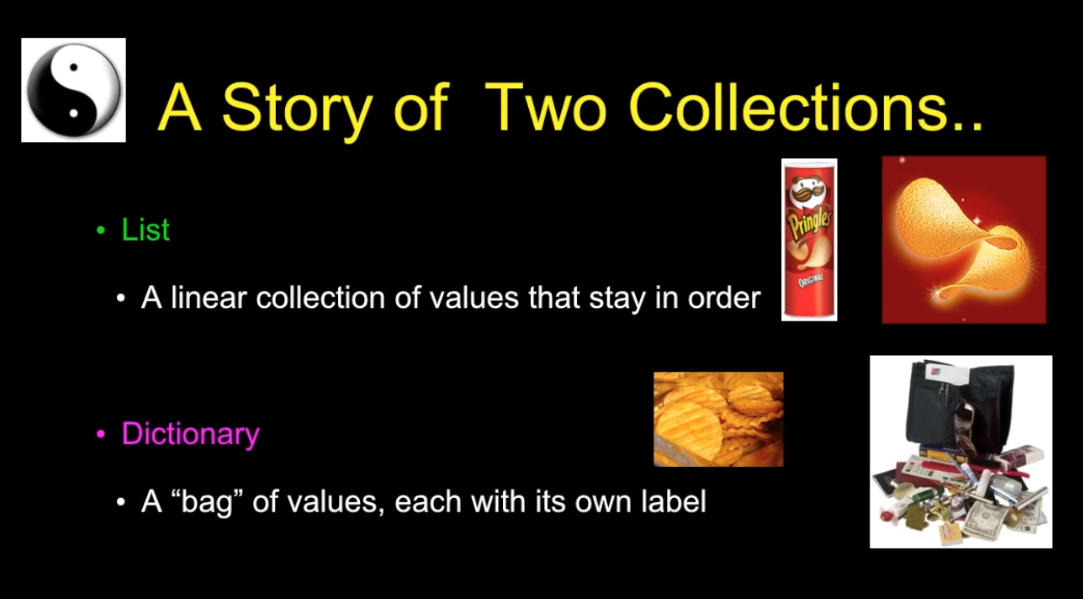 A Story of Two Collections..
• List
• A linear collection of values that stay in order
Pringles
ORIGINAL
• Dictionary
• A “bag” of values, each with its own label